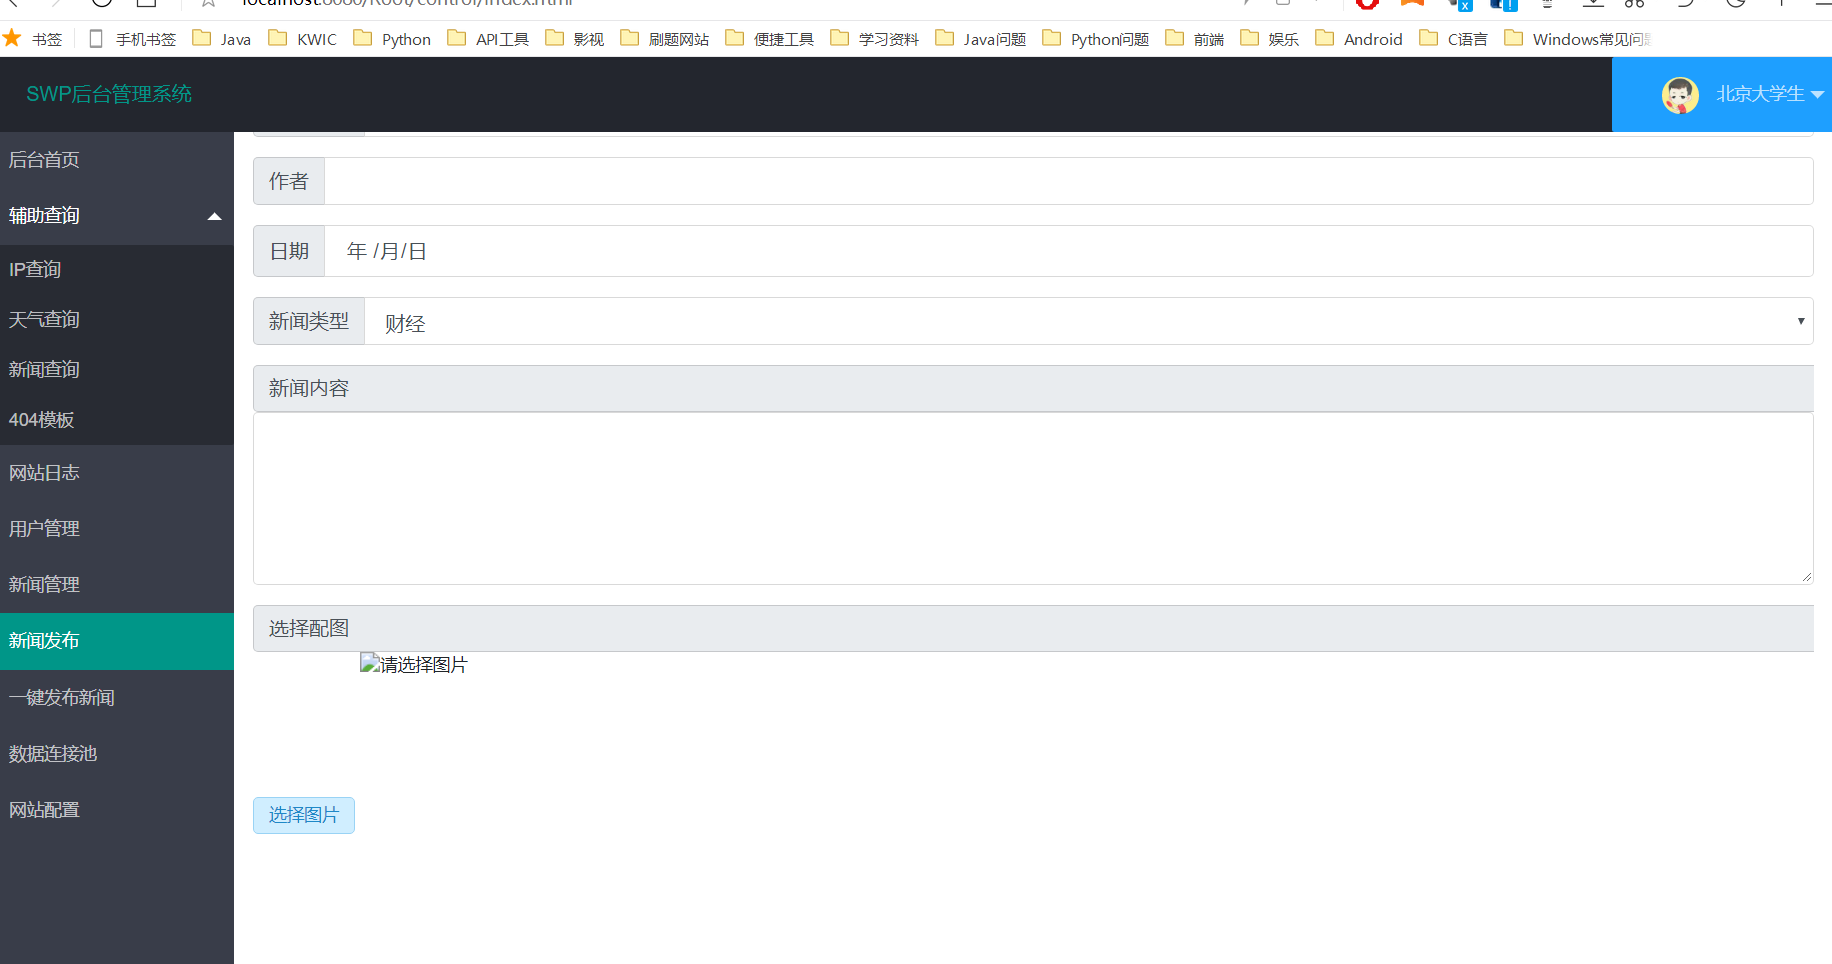 localhost:8080/Root/control/index.html
书签 手机书签 Java KWIC Python API工具 影视 刷题网站 便捷工具 学习资料 Java问题 Python问题 前端 娱乐 Android C语言 Windows常见问题
SWP后台管理系统
北京大学生
后台首页
辅助查询
IP查询
天气查询
新闻查询
404模板
网站日志
用户管理
新闻管理
新闻发布
一键发布新闻
数据连接池
网站配置
作者
日期 年 /月/日
新闻类型 财经
新闻内容
选择配图
请选择图片
选择图片